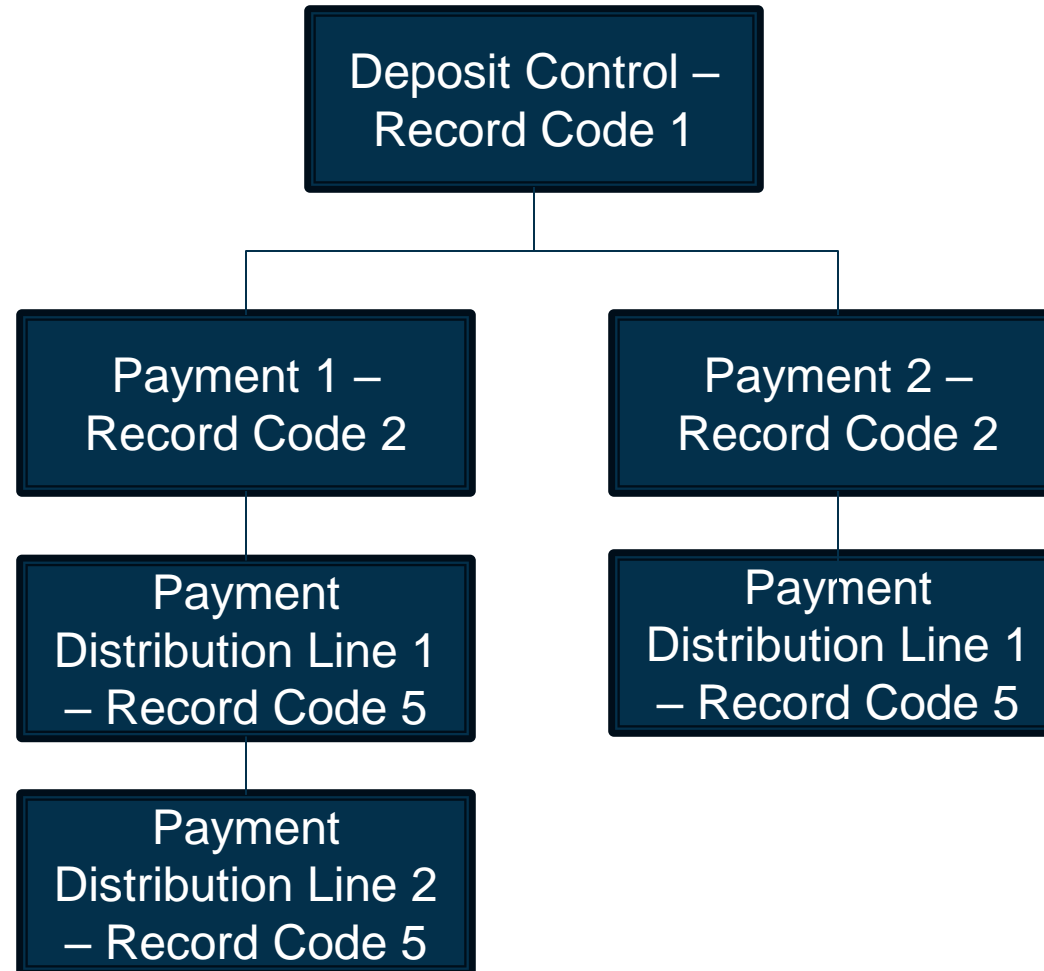 Deposit Control –
Record Code 1
Payment 1 –
Record Code 2
Payment 2 –
Record Code 2
Payment
Distribution Line 1
– Record Code 5
Payment
Distribution Line 1
– Record Code 5
Payment
Distribution Line 2
– Record Code 5